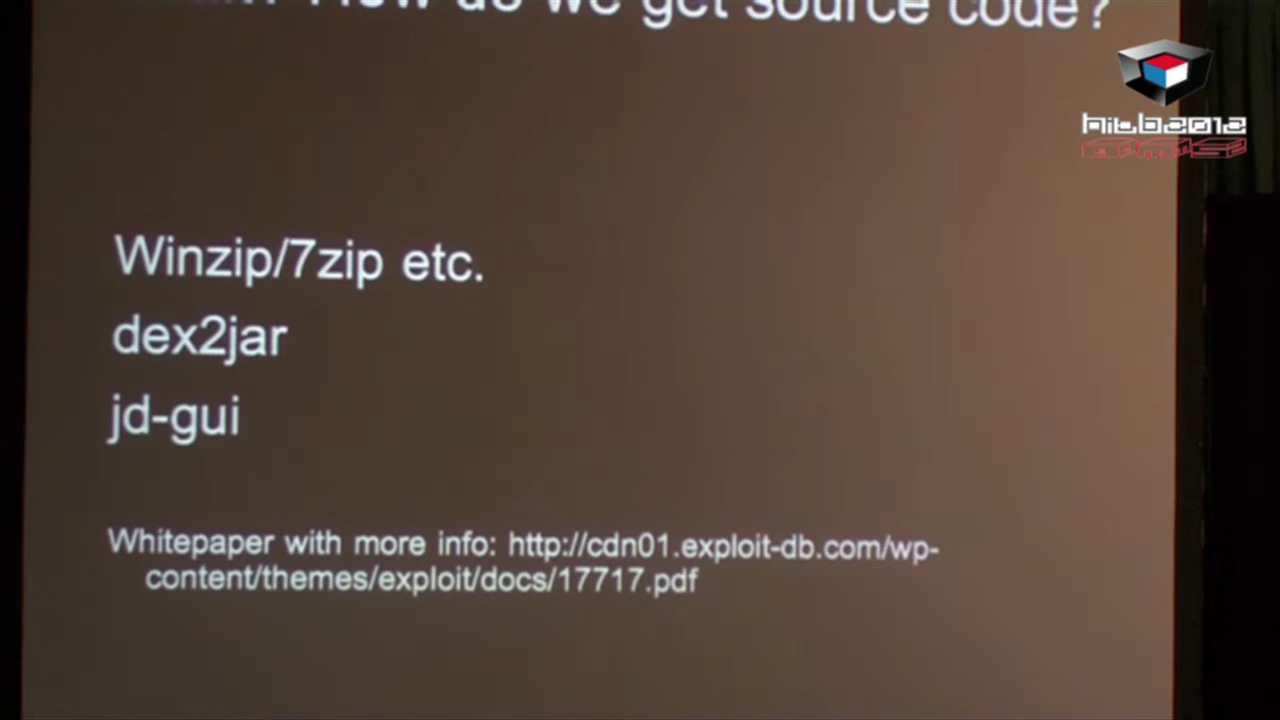 How do we get source code?
hitb2012
Winzip/7zip etc.
dex2jar
jd-gui
Whitepaper with more info: http://cdn01.exploit-db.com/wp-
content/themes/exploit/docs/17717.pdf